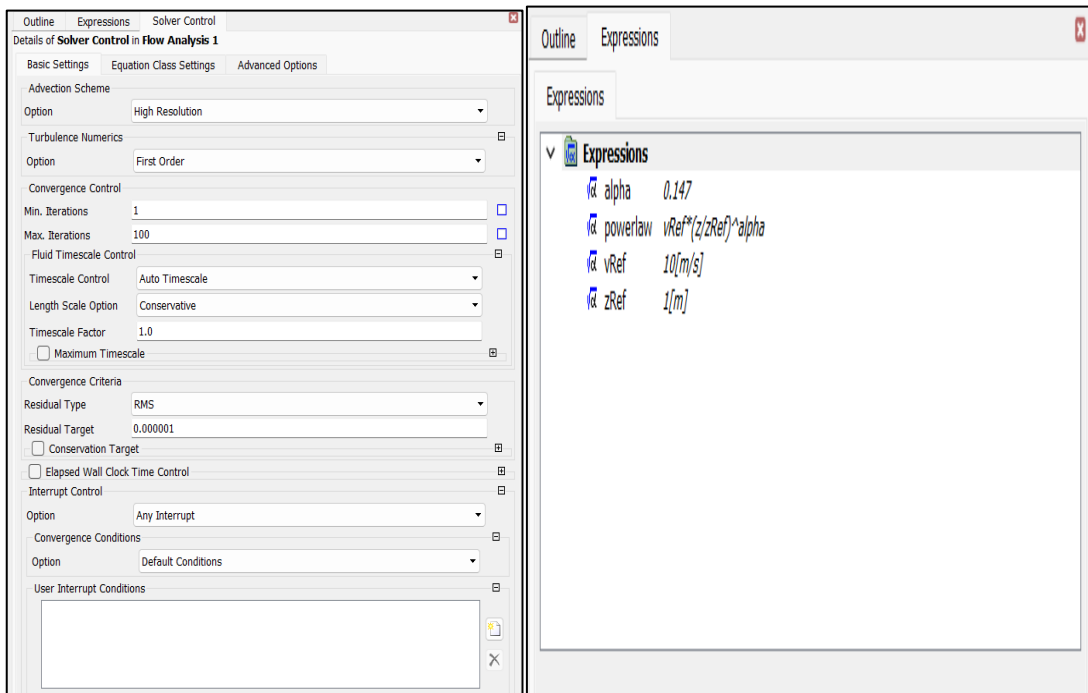 Outline Expressions Solver Control
Details of Solver Control in Flow Analysis 1
Basic Settings Equation Class Settings Advanced Options
Advection Scheme
Option High Resolution
Turbulence Numerics
Option First Order
Convergence Control
Min. Iterations 1
Max. Iterations 100
Fluid Timescale Control
Timescale Control Auto Timescale
Length Scale Option Conservative
Timescale Factor 1.0
Maximum Timescale
Convergence Criteria
Residual Type RMS
Residual Target 0.000001
Conservation Target
Elapsed Wall Clock Time Control
Interrupt Control
Option Any Interrupt
Convergence Conditions
Option Default Conditions
User Interrupt Conditions
Outline Expressions
Expressions
Expressions
alpha 0.147
powerlaw vRef*(z/zRef)^alpha
vRef 10[m/s]
zRef 1[m]